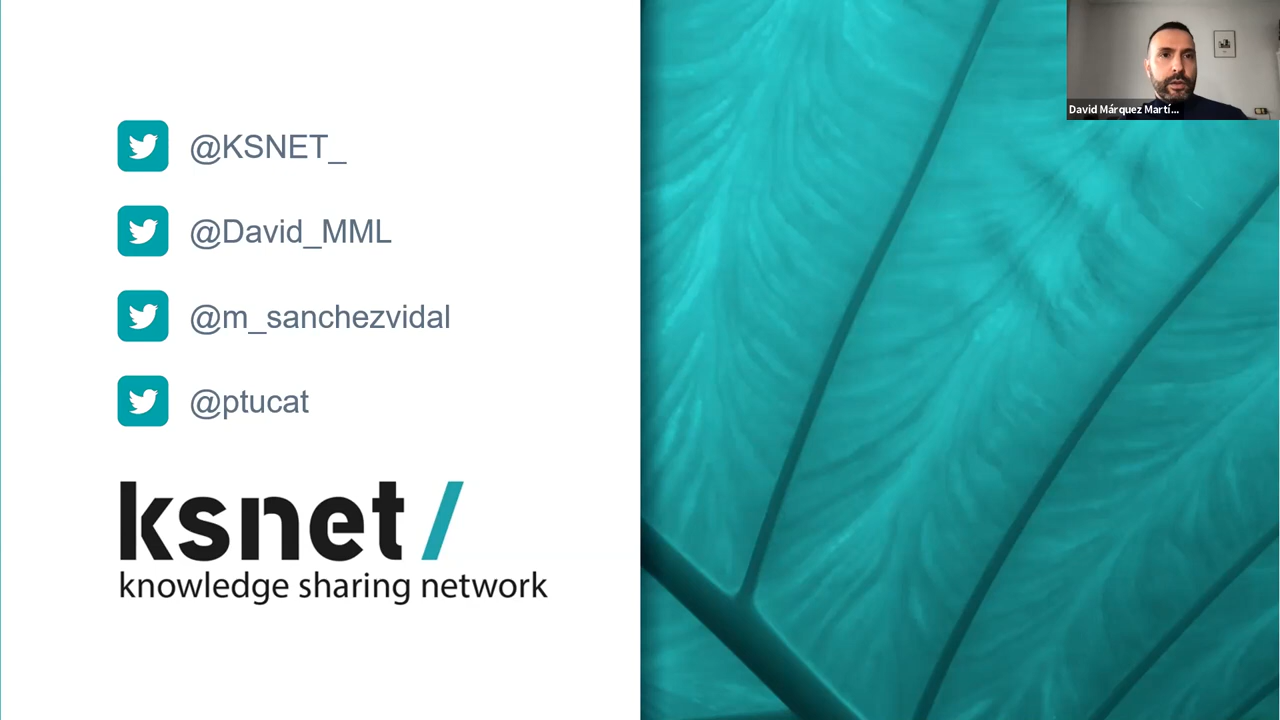 @KSNET_
@David_MML
@m_sanchezvidal
@ptucat
ksnet/
knowledge sharing network
David Márquez Martí...